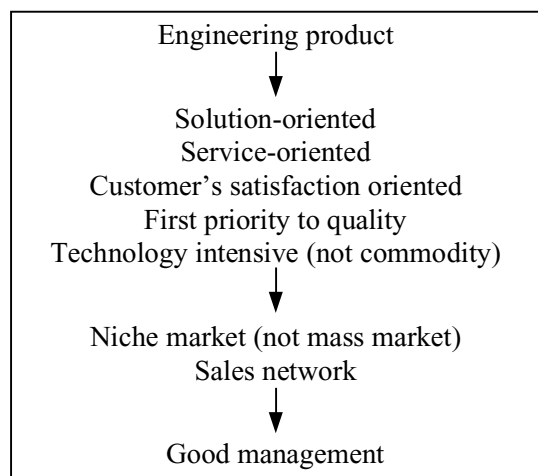 Engineering product
Solution-oriented
Service-oriented
Customer’s satisfaction oriented
First priority to quality
Technology intensive (not commodity)
Niche market (not mass market)
Sales network
Good management